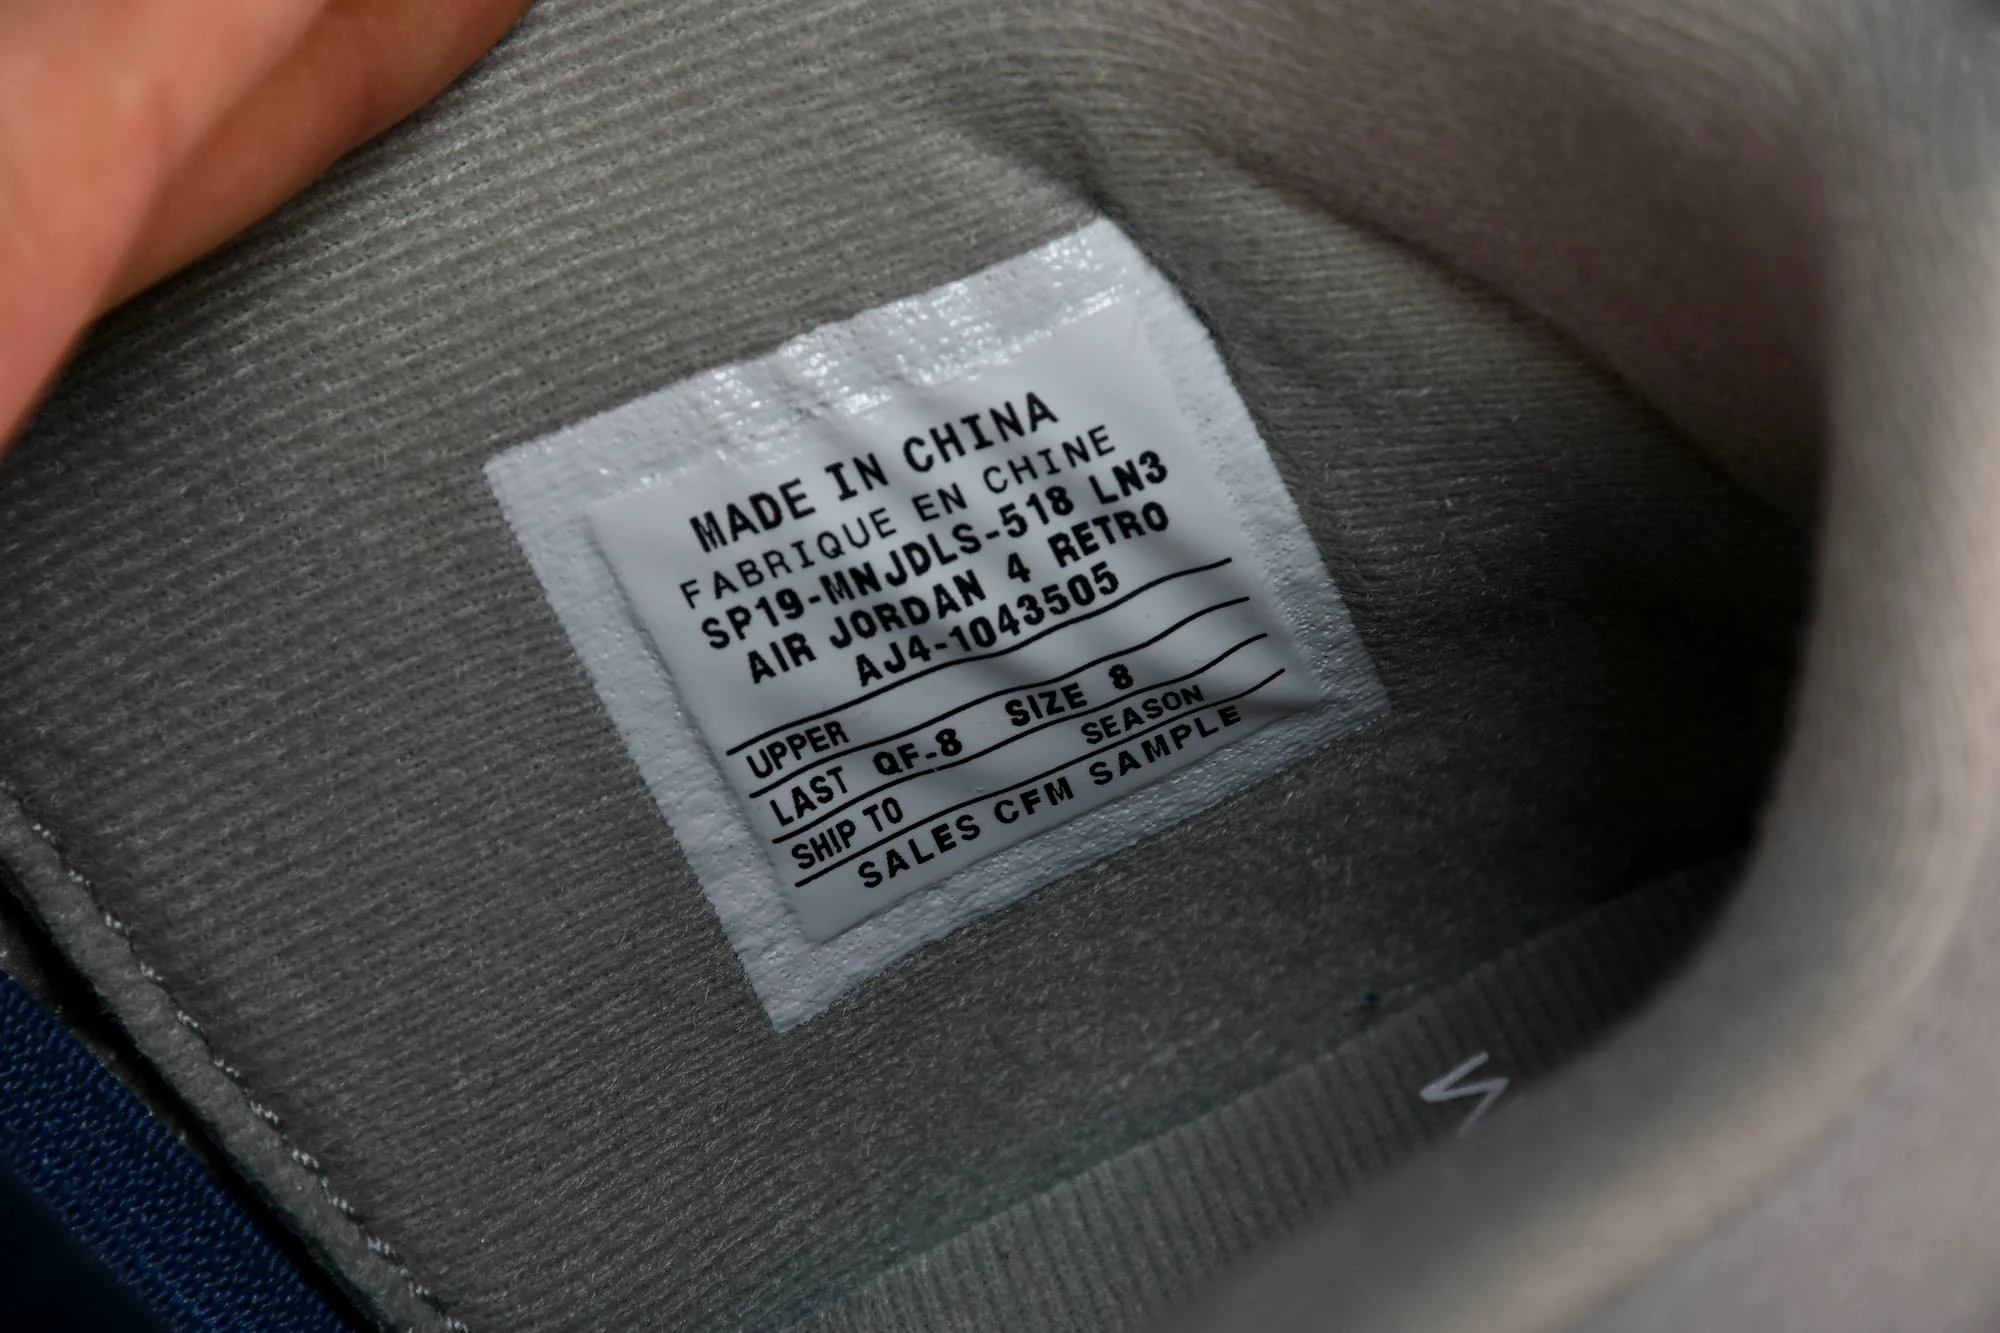 MADE IN CHINA
FABRIQUE EN CHINE
SP19-MNJDLS-518 LN3
AIR JORDAN 4 RETRO
AJ4-1043505
UPPER
LAST QF-8 SIZE 8
SHIP TO SEASON
SALES CFM SAMPLE